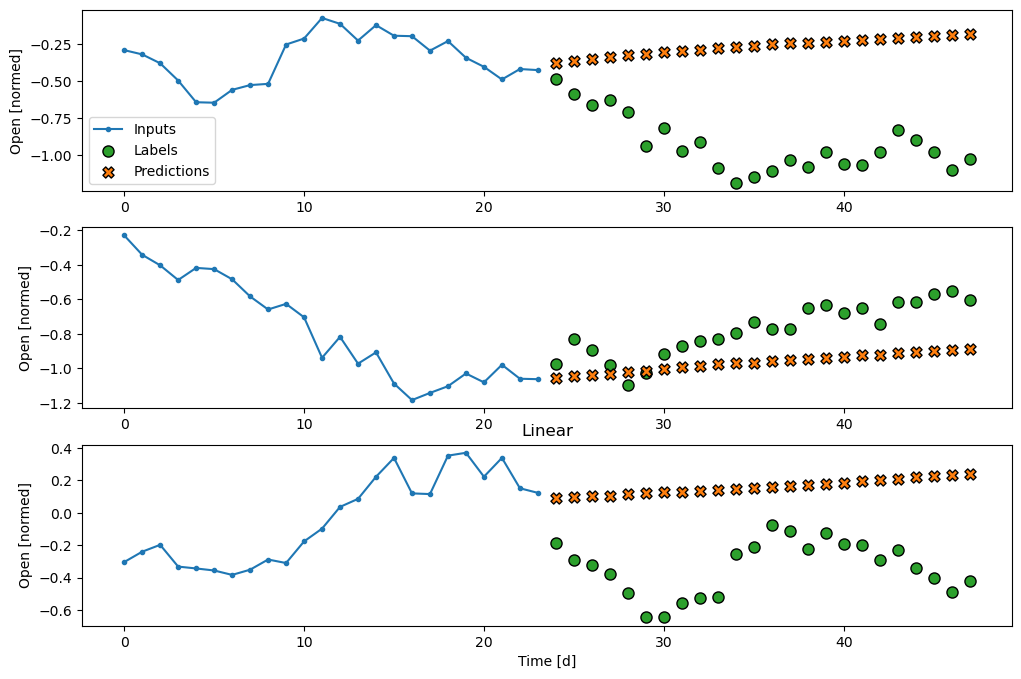 Open [normed]
−0.25
−0.50
−0.75
−1.00
Inputs
Labels
Predictions
0 10 20 30 40
Open [normed]
−0.2
−0.4
−0.6
−0.8
−1.0
−1.2
0 10 20 30 40
Linear
Open [normed]
0.4
0.2
0.0
−0.2
−0.4
−0.6
0 10 20 30 40
Time [d]